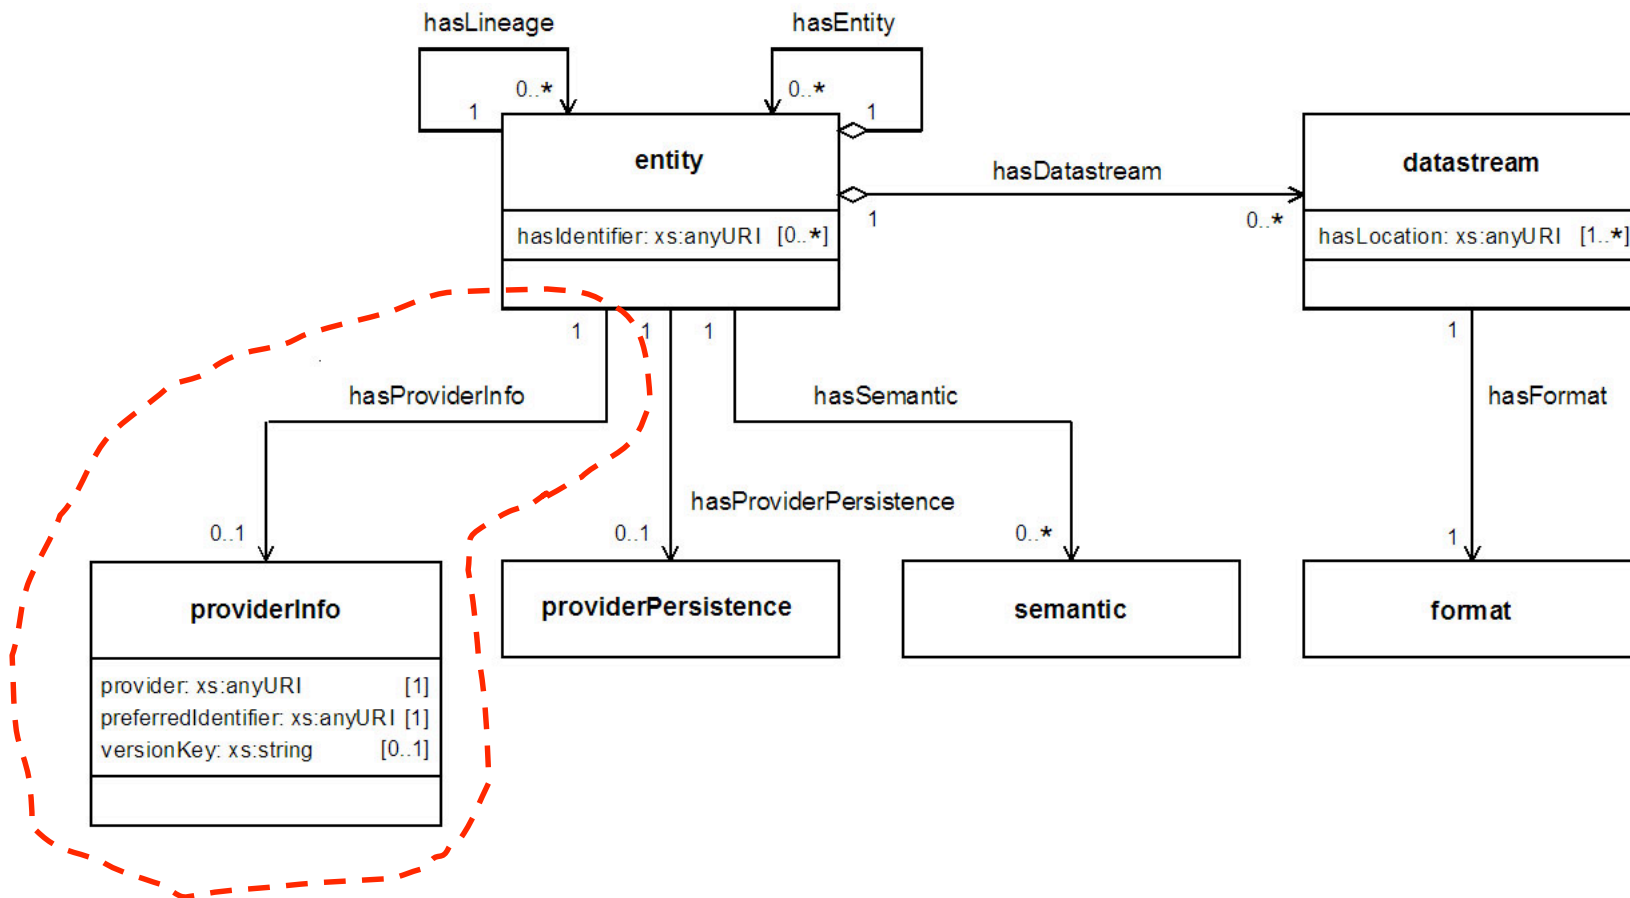 hasLineage
hasEntity
0..*
0..*
1
1
entity
datastream
hasDatastream
1
0..*
hasIdentifier: xs:anyURI [0..*]
hasLocation: xs:anyURI [1..*]
1
1
1
1
hasProviderInfo
hasSemantic
hasFormat
hasProviderPersistence
0..1
0..1
0..*
1
providerInfo
providerPersistence
semantic
format
provider: xs:anyURI [1]
preferredIdentifier: xs:anyURI [1]
versionKey: xs:string [0..1]